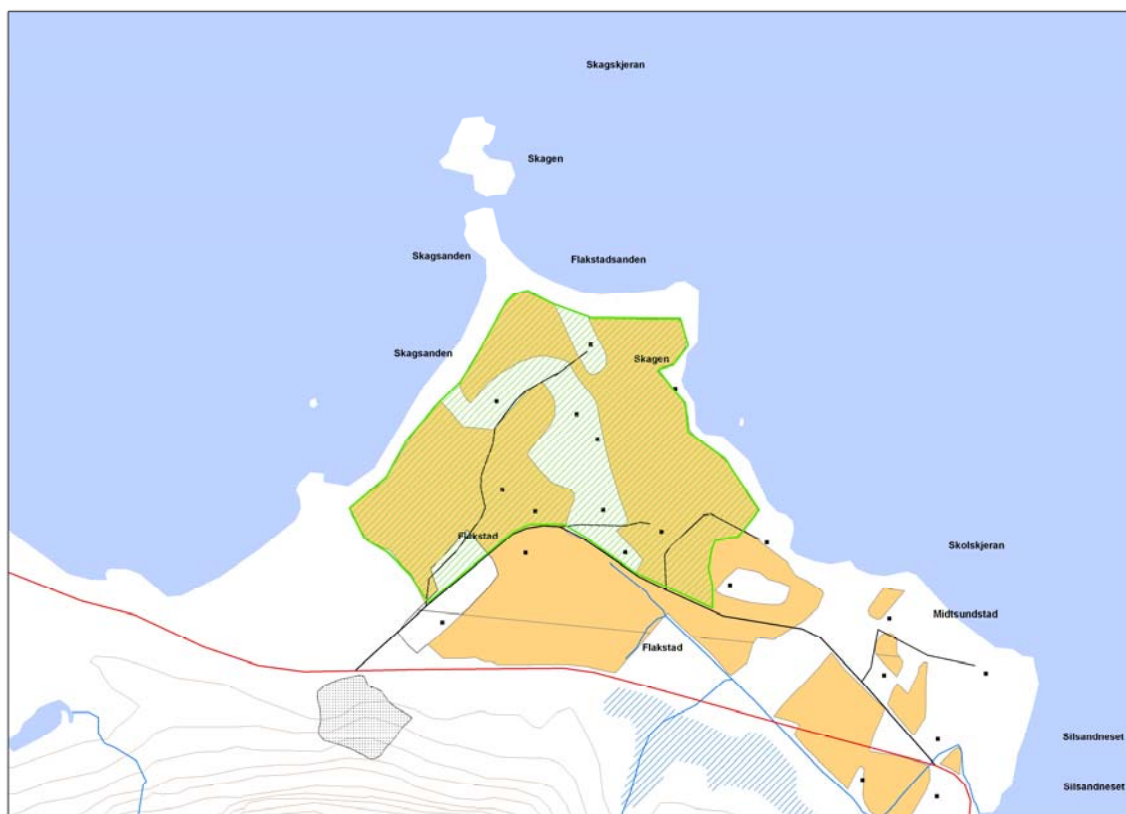 Skagskjeran
Skagen
Skagsanden
Flakstadsanden
Skagsanden
Skagen
Flakstad
Skolskjeran
Midtsundstad
Flakstad
Silsandneset
Silsandneset